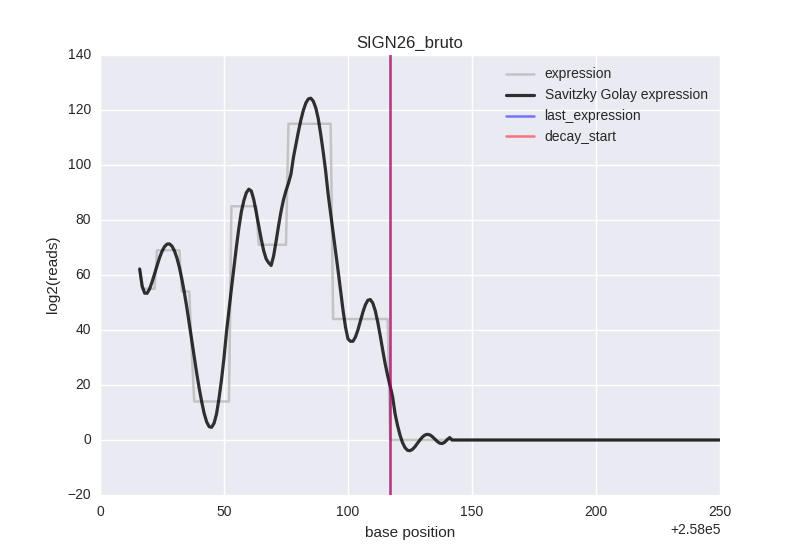 SIGN26_bruto
140
120
100
80
60
40
20
0
−20
log2(reads)
expression
Savitzky Golay expression
last_expression
decay_start
0 50 100 150 200 250
base position
+2.58e5